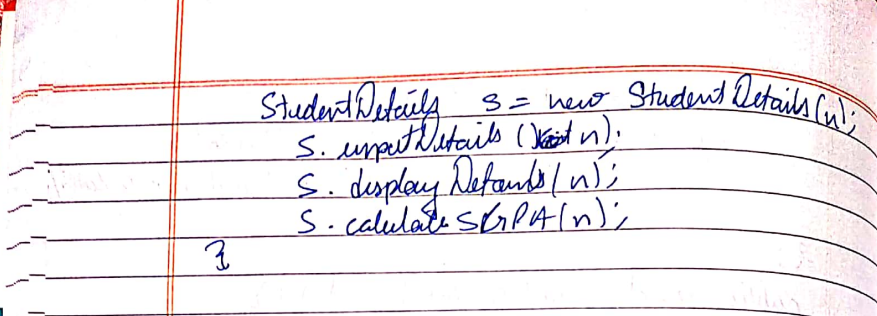 StudentDetails s = new StudentDetails(n);
S. inputDetails (n);
S. displayDetails(n);
S. calculateSGPA(n);
}